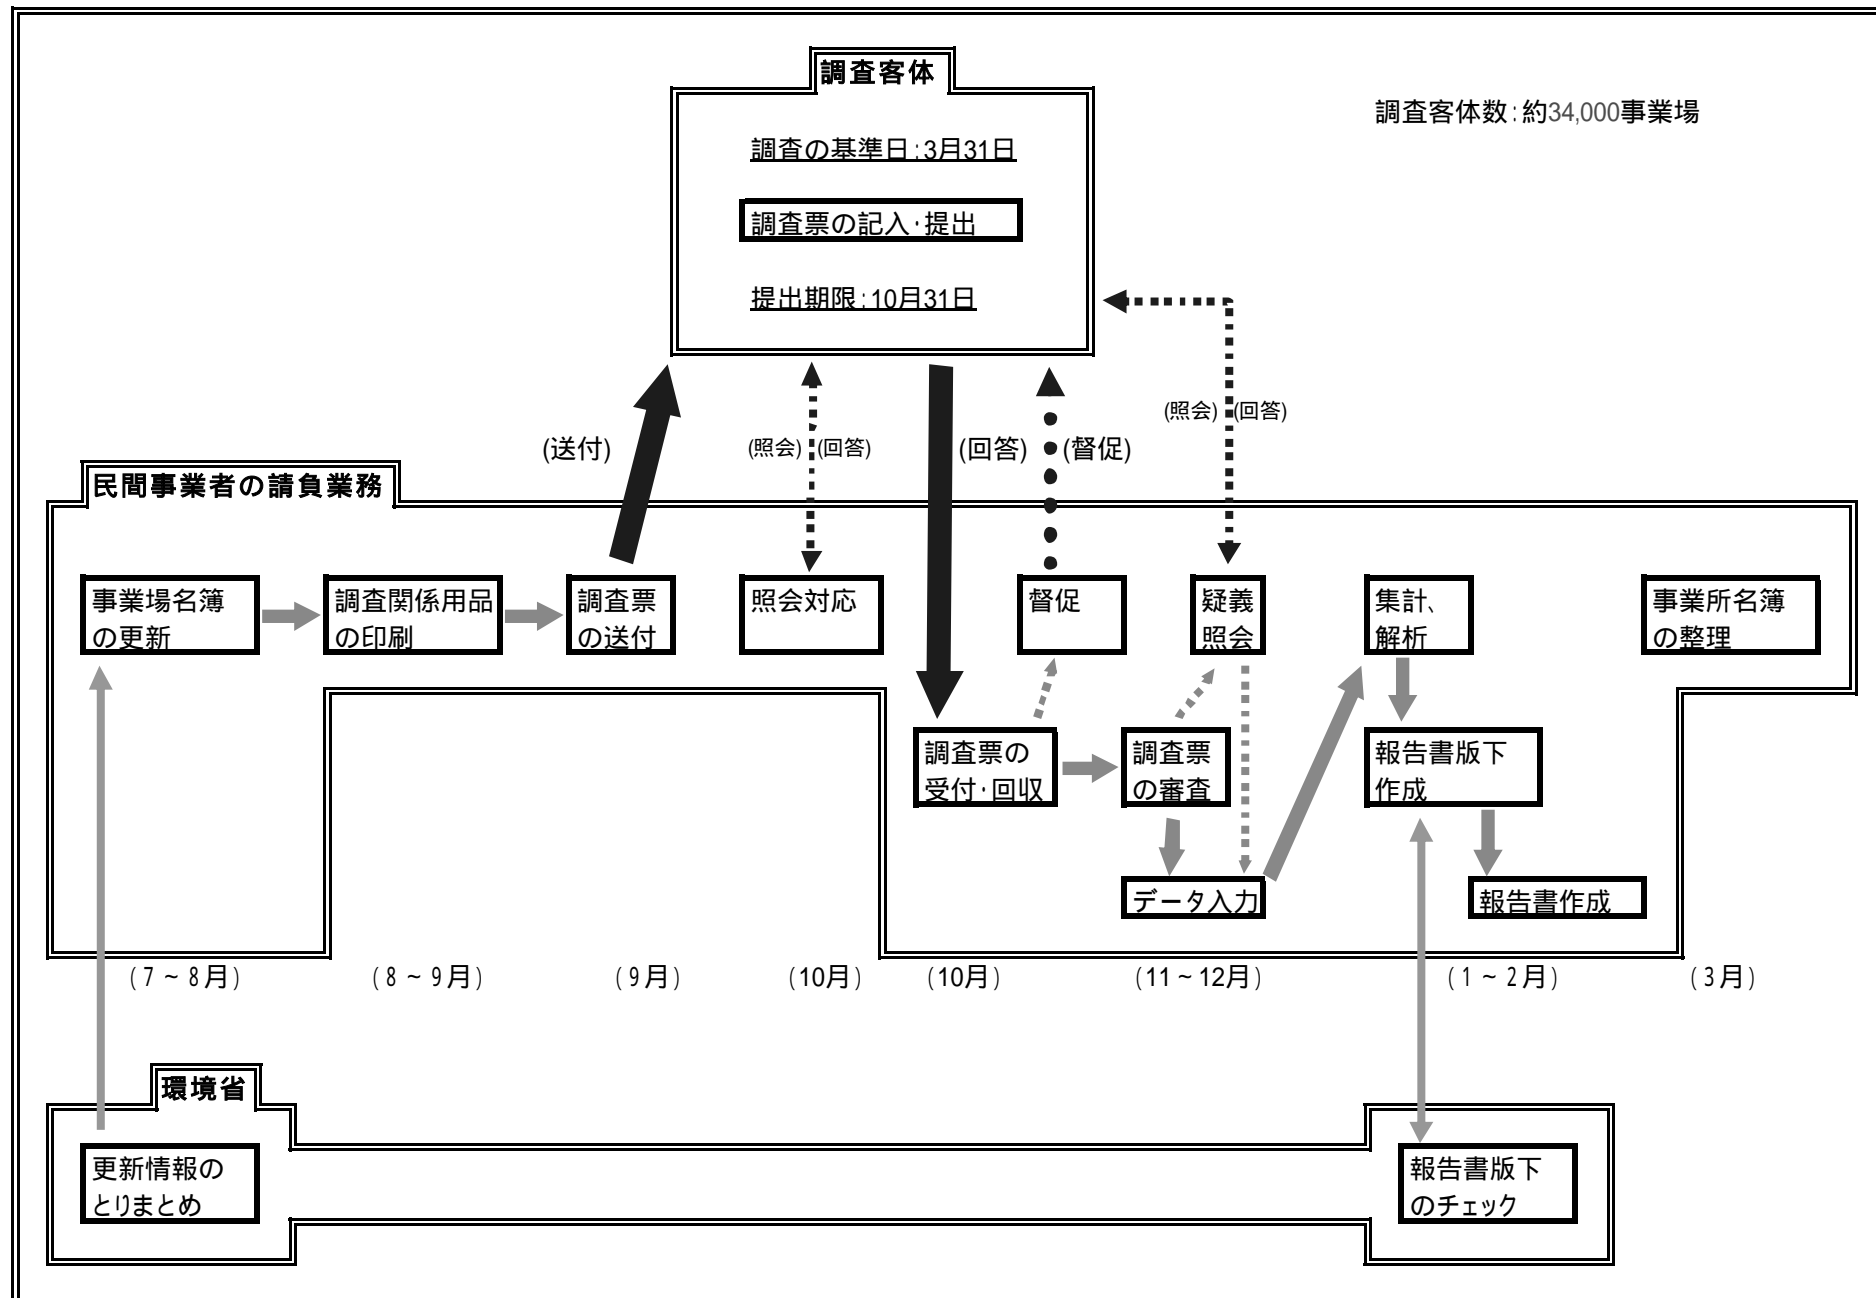 調査客体
調査客体数:約34,000事業場
調査の基準日:3月31日
調査票の記入・提出
提出期限:10月31日
(照会) (回答)
(送付)
(照会) (回答)
(回答)
(督促)
民間事業者の請負業務
事業場名簿
の更新
調査関係用品
の印刷
調査票
の送付
照会対応
督促
疑義
照会
集計、
解析
事業所名簿
の整理
調査票の
受付・回収
調査票
の審査
報告書版下
作成
データ入力
報告書作成
(7~8月)
(8~9月)
(9月)
(10月)
(10月)
(11~12月)
(1~2月)
(3月)
環境省
更新情報の
とりまとめ
報告書版下
のチェック